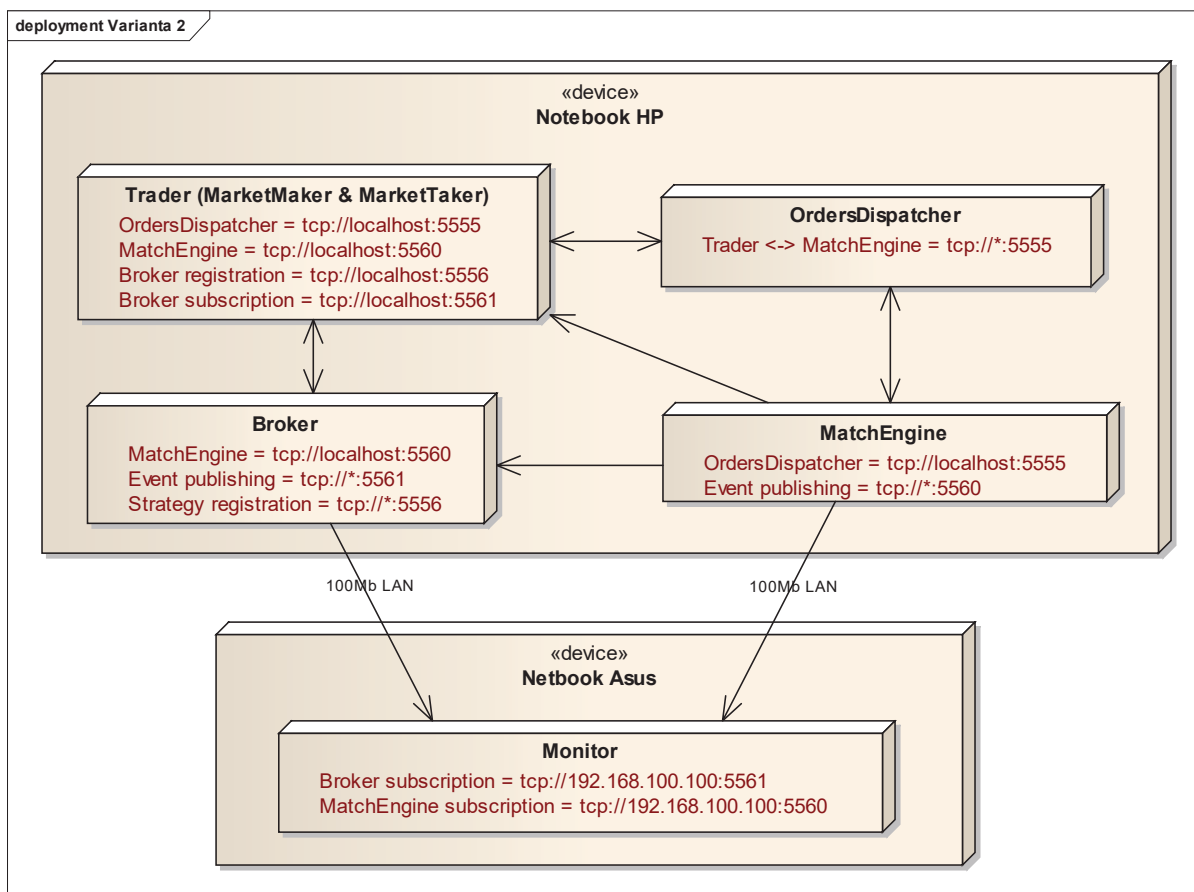 deployment Varianta 2
«device»
Notebook HP
Trader (MarketMaker & MarketTaker)
OrdersDispatcher = tcp://localhost:5555
MatchEngine = tcp://localhost:5560
Broker registration = tcp://localhost:5556
Broker subscription = tcp://localhost:5561
OrdersDispatcher
Trader <-> MatchEngine = tcp://*:5555
Broker
MatchEngine = tcp://localhost:5560
Event publishing = tcp://*:5561
Strategy registration = tcp://*:5556
MatchEngine
OrdersDispatcher = tcp://localhost:5555
Event publishing = tcp://*:5560
100Mb LAN
100Mb LAN
«device»
Netbook Asus
Monitor
Broker subscription = tcp://192.168.100.100:5561
MatchEngine subscription = tcp://192.168.100.100:5560